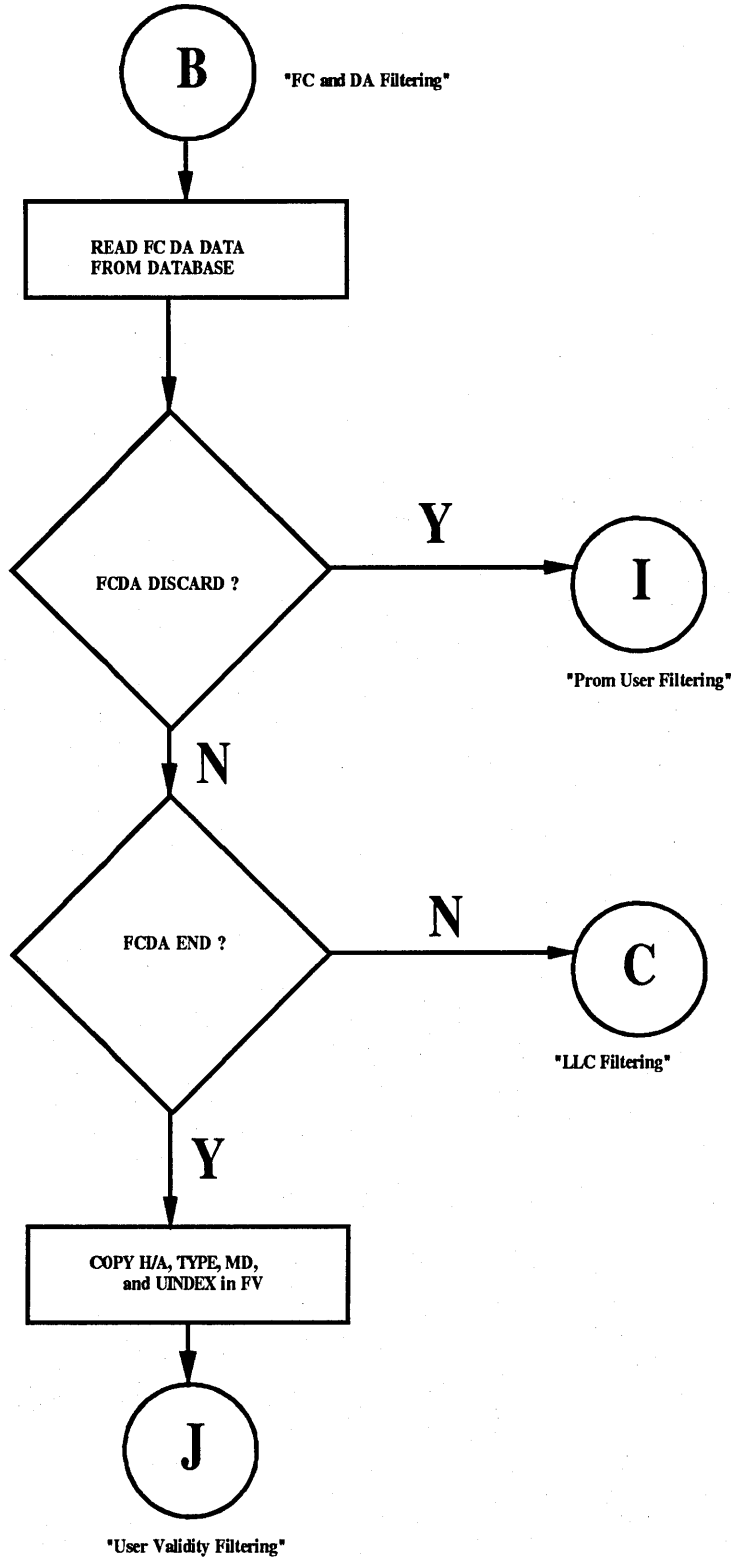 B
"FC and DA Filtering"
READ FC DA DATA
FROM DATABASE
FCDA DISCARD ?
Y
I
"Prom User Filtering"
N
FCDA END ?
N
C
"LLC Filtering"
Y
COPY H/A, TYPE, MD,
and UINDEX in FV
J
"User Validity Filtering"